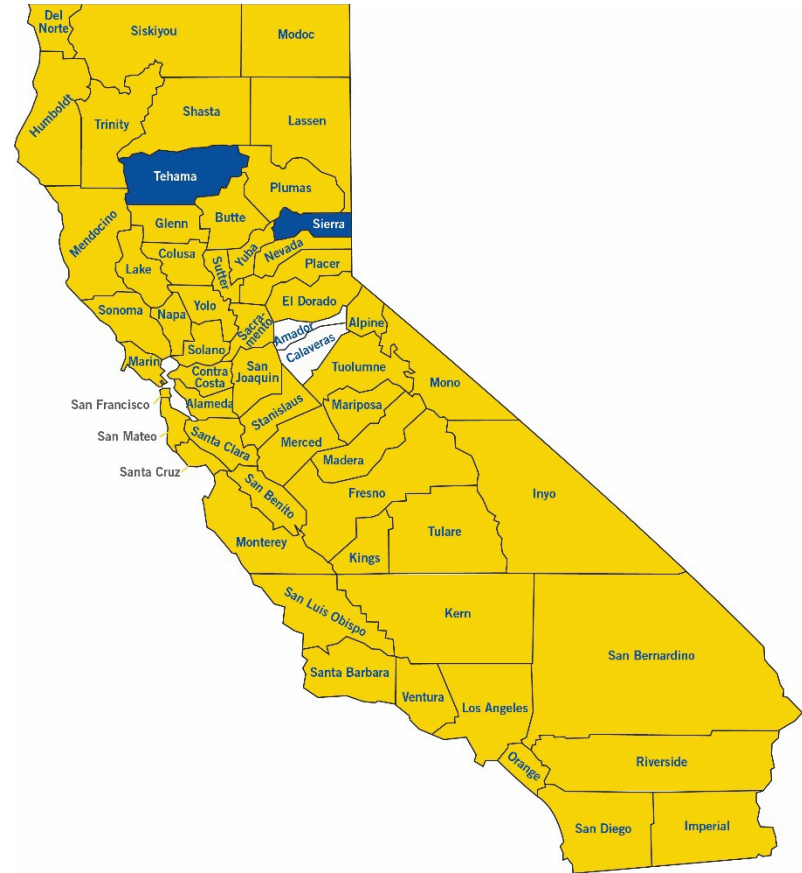 Del
Norte
Siskiyou
Modoc
Humboldt
Trinity
Shasta
Lassen
Tehama
Plumas
Mendocino
Glenn
Butte
Sierra
Lake
Colusa
Sutter
Yuba
Nevada
Placer
Sonoma
Napa
Yolo
Sacra-
mento
El Dorado
Amador
Alpine
Solano
Calaveras
Marin
Contra
Costa
San
Joaquin
Tuolumne
Mono
San Francisco
Alameda
Stanislaus
Mariposa
San Mateo
Santa Clara
Merced
Santa Cruz
Madera
San Benito
Fresno
Inyo
Monterey
Kings
Tulare
San Luis Obispo
Kern
San Bernardino
Santa Barbara
Ventura
Los Angeles
Orange
Riverside
San Diego
Imperial